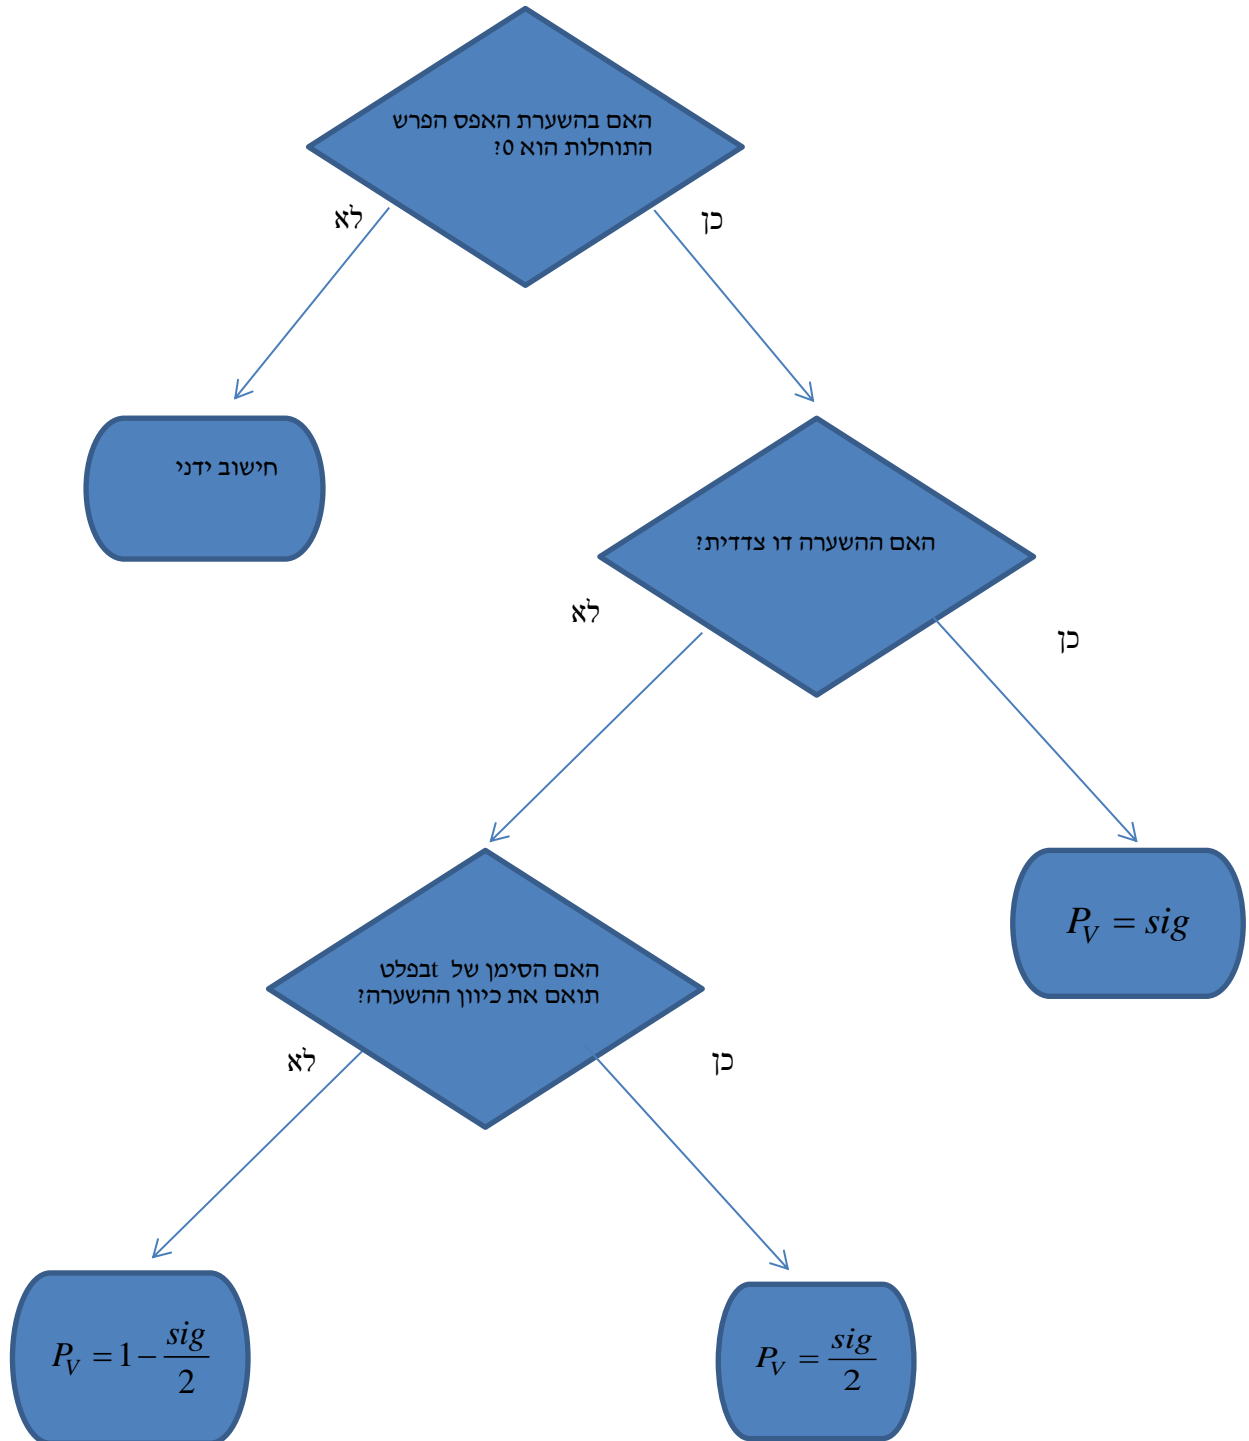 האם בהשערת האפס הפרש
התוחלות הוא 0?
לא
כן
חישוב ידני
האם ההשערה דו צדדית?
לא
כן
P_V = sig
האם הסימן של tבפלט
תואם את כיוון ההשערה?
לא
כן
P_V = 1 − sig/2
P_V = sig/2